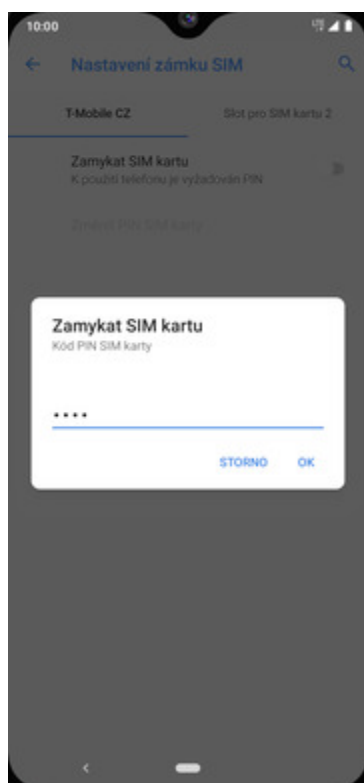 10:00
Nastavení zámku SIM
T-Mobile CZ
Slot pro SIM kartu 2
Zamykat SIM kartu
K použití telefonu je vyžadován PIN
Změnit PIN SIM karty
Zamykat SIM kartu
Kód PIN SIM karty
••••
STORNO
OK